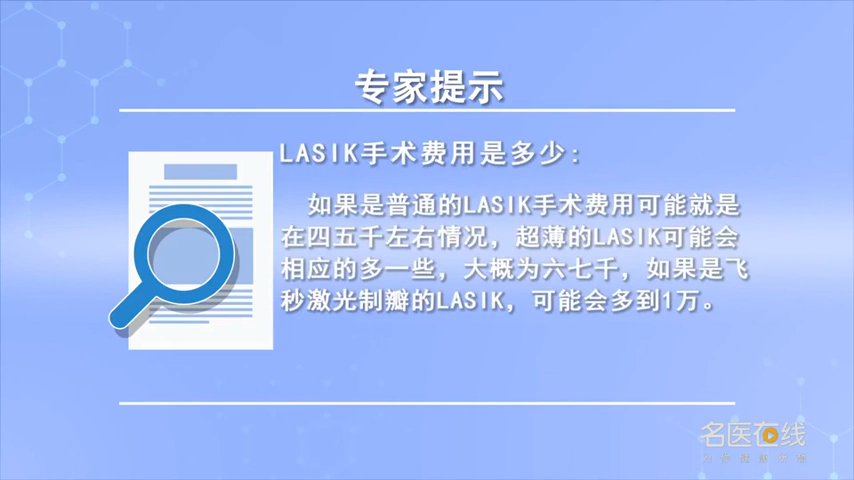 专家提示
LASIK手术费用是多少:
如果是普通的LASIK手术费用可能就是
在四五千左右情况，超薄的LASIK可能会
相应的多一些，大概为六七千，如果是飞
秒激光制瓣的LASIK，可能会多到1万。
名医在线